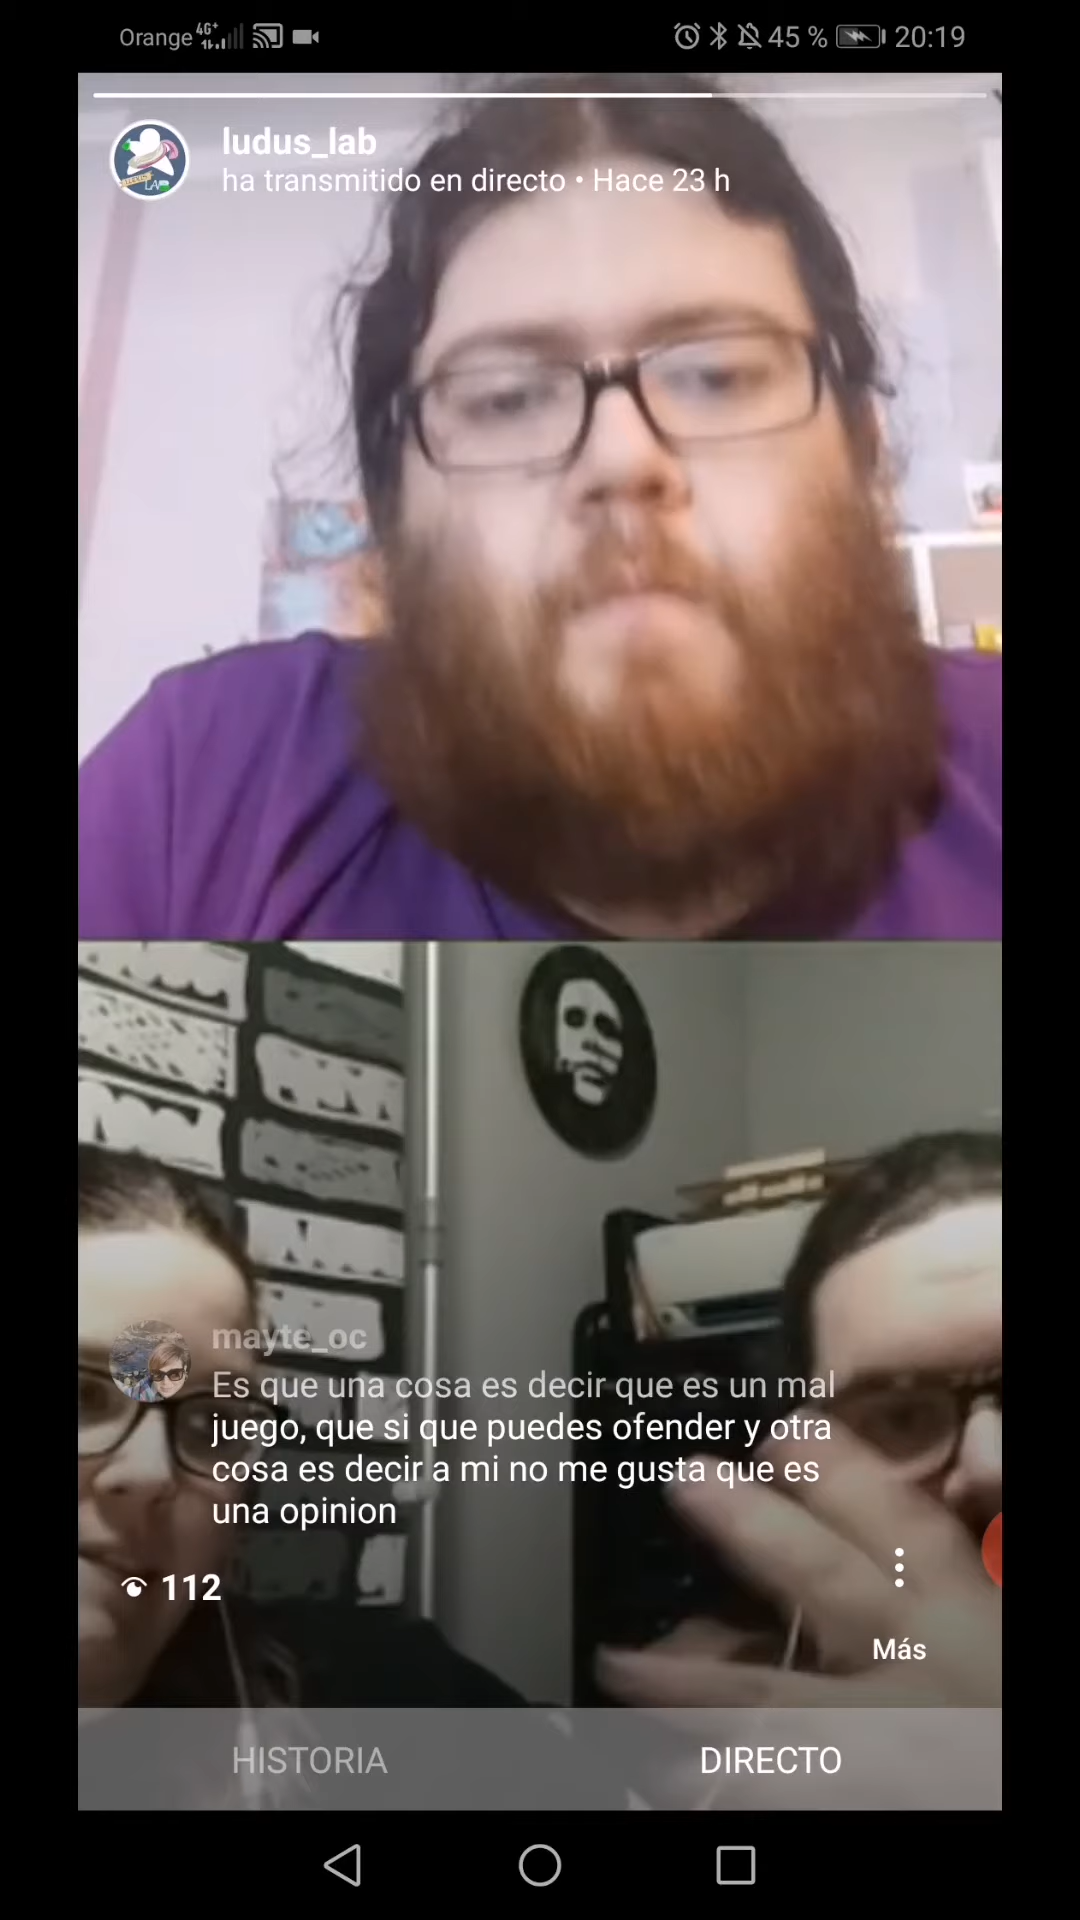 Orange 4G+ 45 % 20:19
ludus_lab
ha transmitido en directo • Hace 23 h
mayte_oc
Es que una cosa es decir que es un mal
juego, que si que puedes ofender y otra
cosa es decir a mi no me gusta que es
una opinion
112
Más
HISTORIA DIRECTO